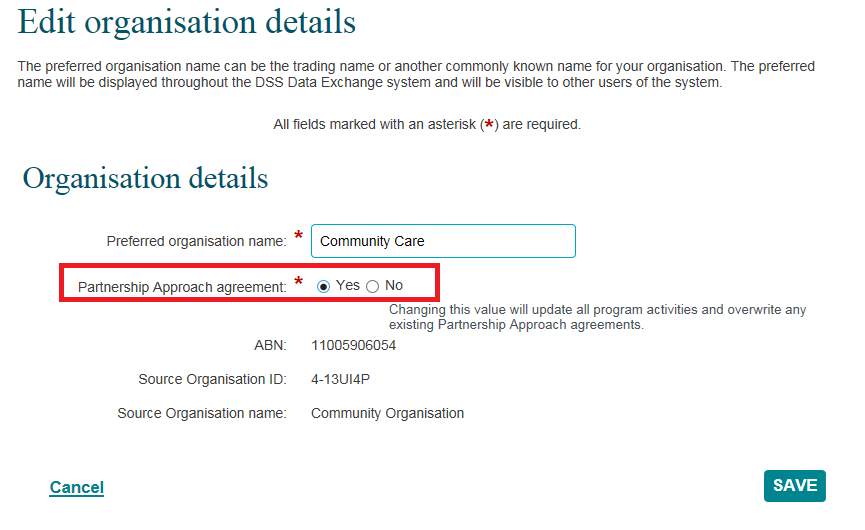 Edit organisation details
The preferred organisation name can be the trading name or another commonly known name for your organisation. The preferred
name will be displayed throughout the DSS Data Exchange system and will be visible to other users of the system.
All fields marked with an asterisk (*) are required.
Organisation details
Preferred organisation name: * Community Care
Partnership Approach agreement: * Yes No
Changing this value will update all program activities and overwrite any
existing Partnership Approach agreements.
ABN: 11005906054
Source Organisation ID: 4-13UI4P
Source Organisation name: Community Organisation
Cancel SAVE